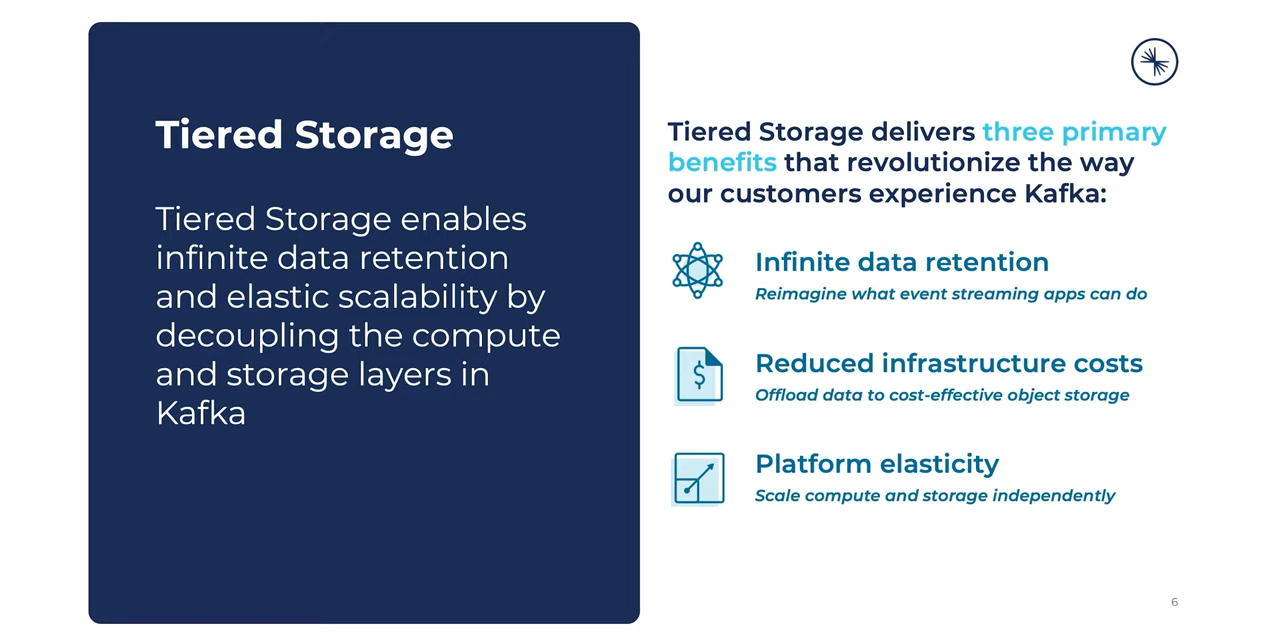 Tiered Storage
Tiered Storage enables
infinite data retention
and elastic scalability by
decoupling the compute
and storage layers in
Kafka
Tiered Storage delivers three primary
benefits that revolutionize the way
our customers experience Kafka:
Infinite data retention
Reimagine what event streaming apps can do
$
Reduced infrastructure costs
Offload data to cost-effective object storage
Platform elasticity
Scale compute and storage independently
6